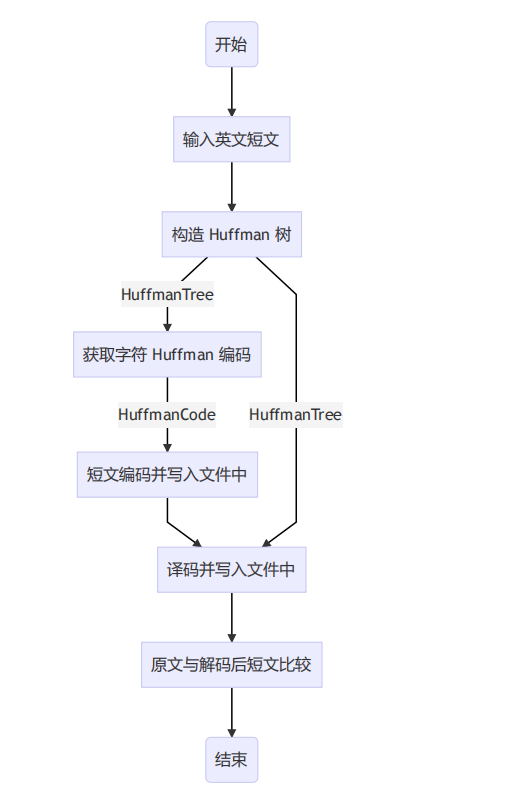 开始
输入英文短文
构造 Huffman 树
HuffmanTree
获取字符 Huffman 编码
HuffmanCode
HuffmanTree
短文编码并写入文件中
译码并写入文件中
原文与解码后短文比较
结束